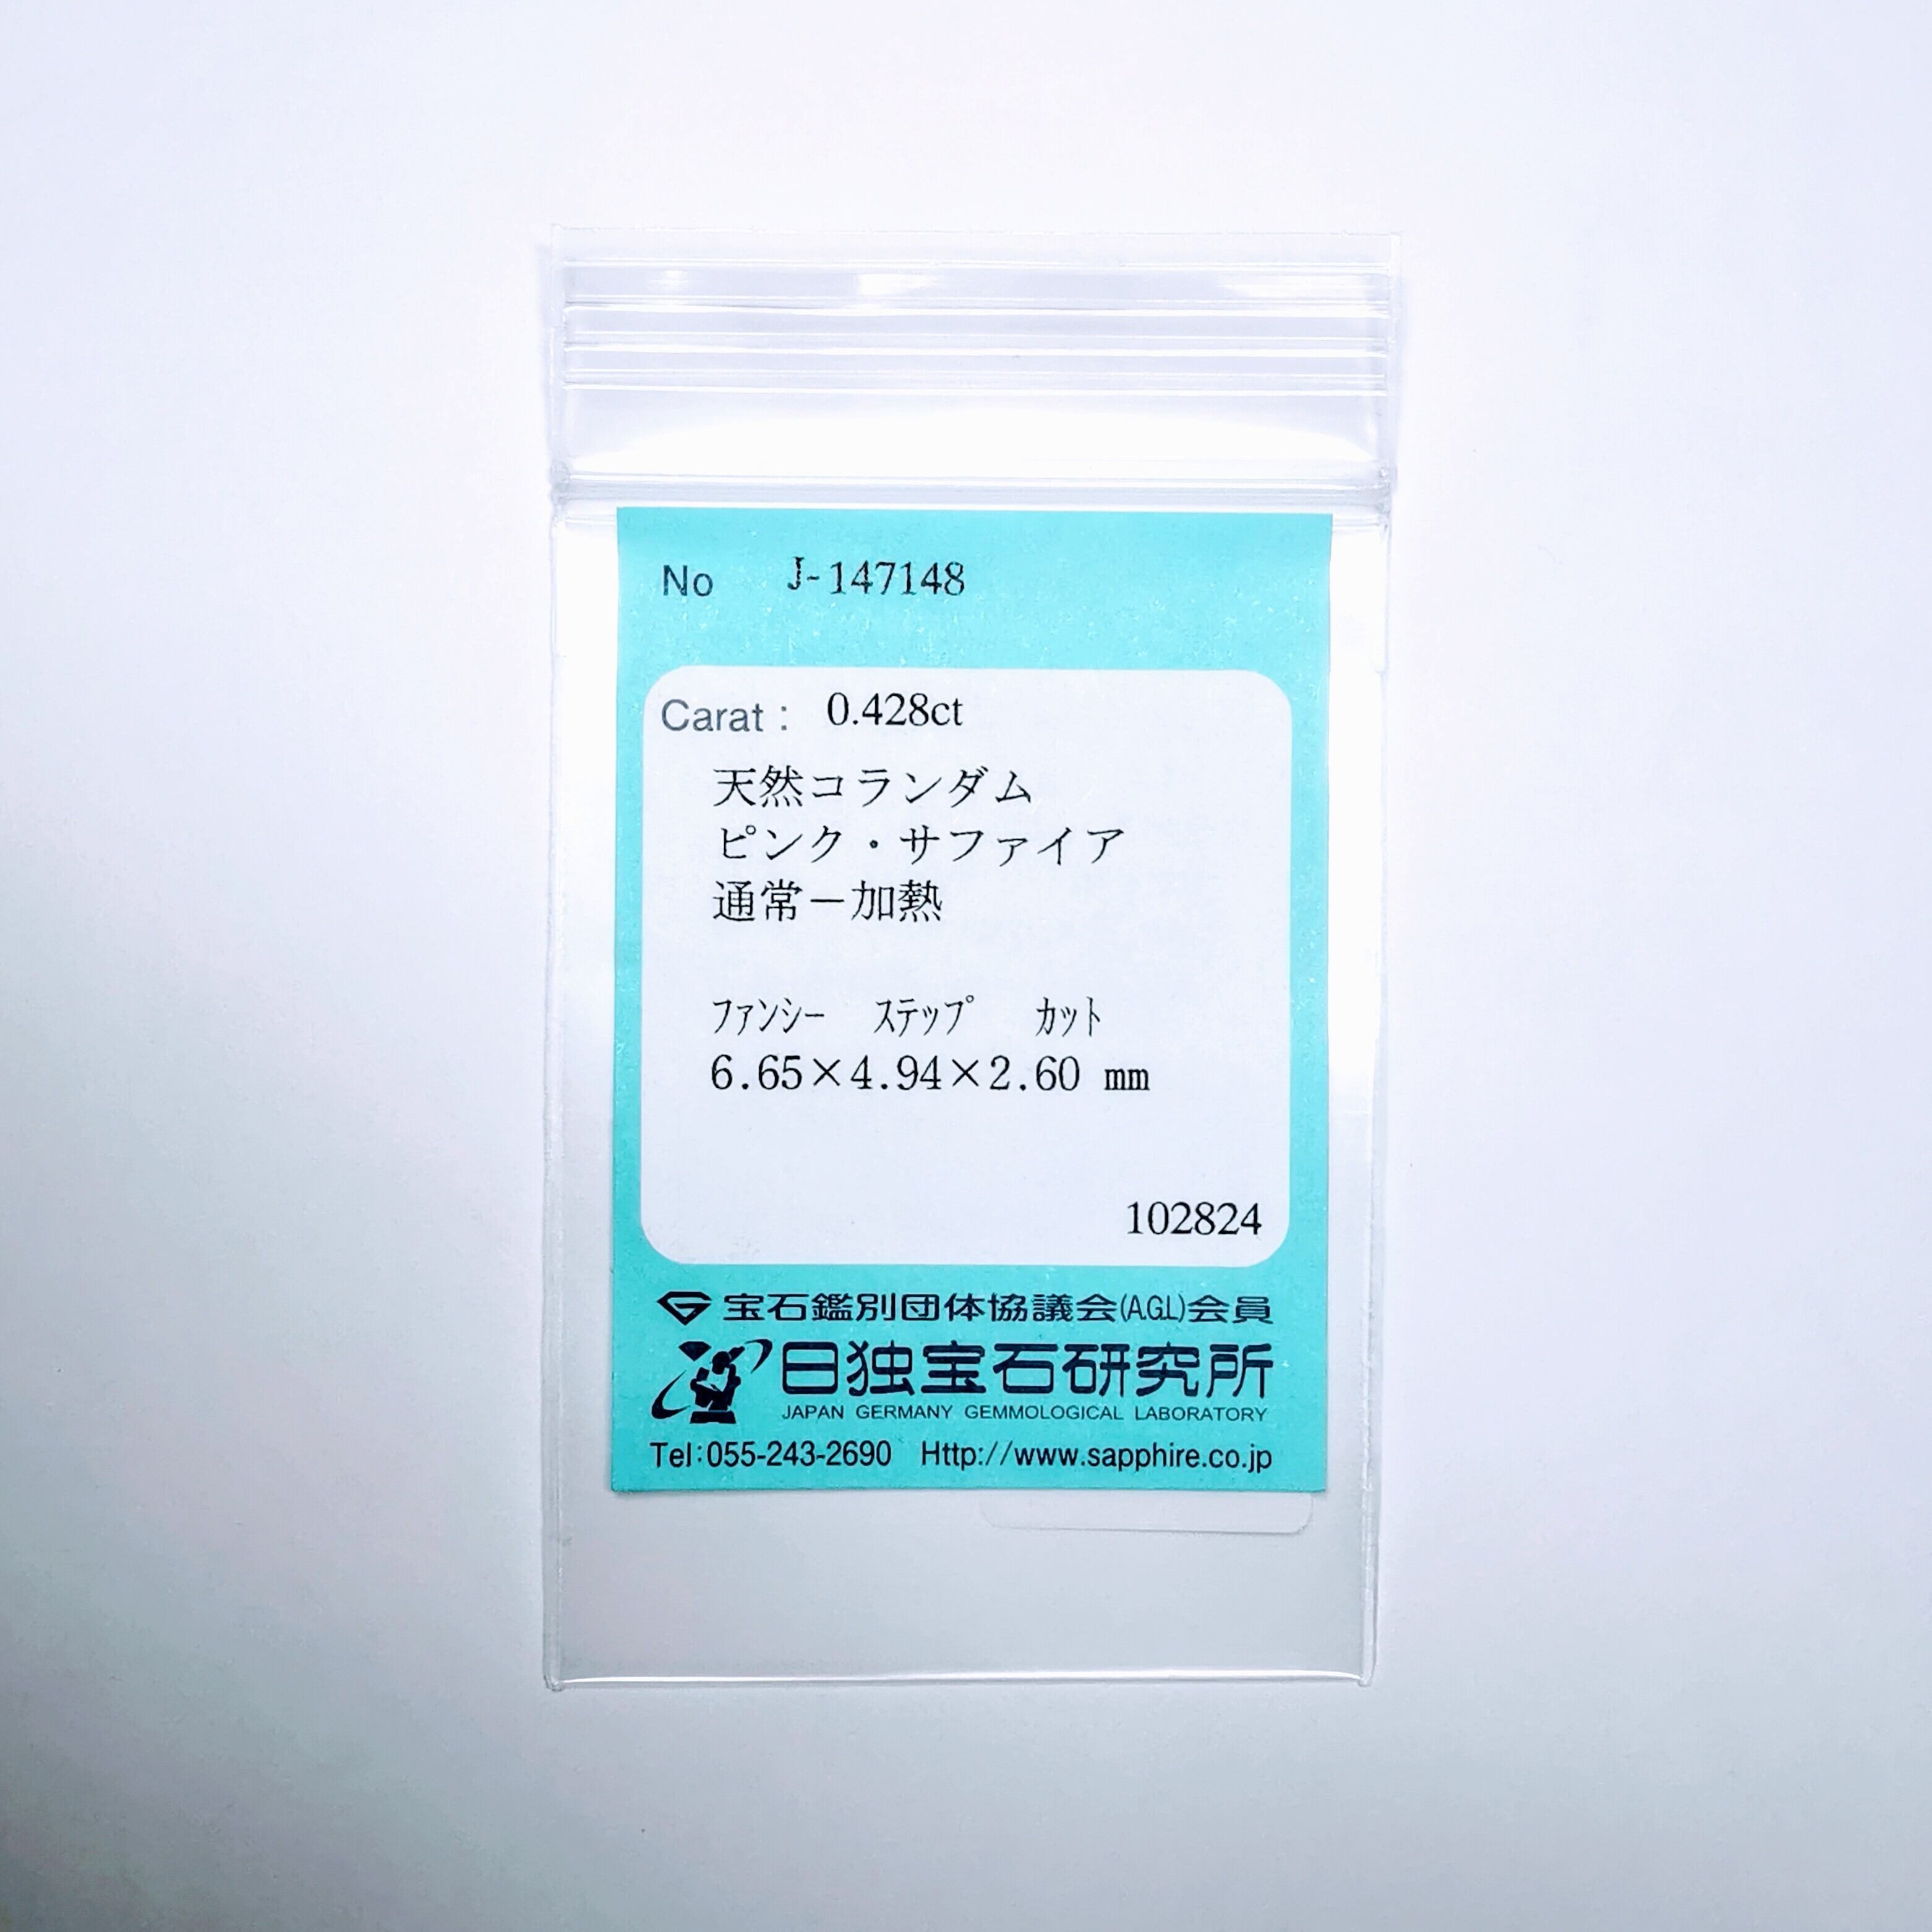 No J-147148
Carat : 0.428ct
天然コランダム
ピンク・サファイア
通常－加熱
ﾌｧﾝｼｰ ｽﾃｯﾌﾟ ｶｯﾄ
6.65×4.94×2.60 mm
102824
宝石鑑別団体協議会(A.G.L)会員
日独宝石研究所
JAPAN GERMANY GEMMOLOGICAL LABORATORY
Tel:055-243-2690 Http://www.sapphire.co.jp